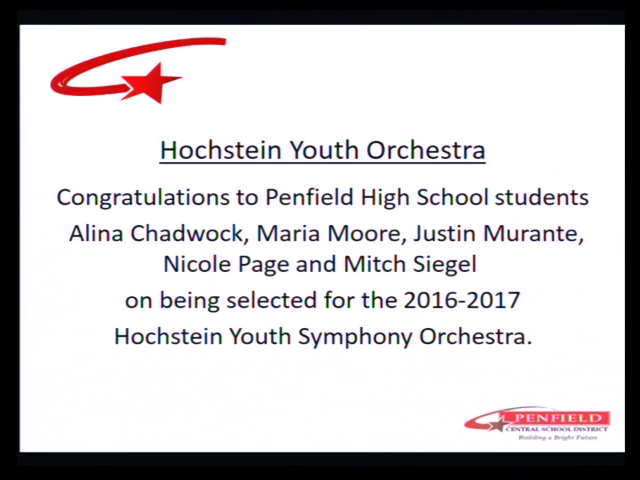 Hochstein Youth Orchestra
Congratulations to Penfield High School students
Alina Chadwock, Maria Moore, Justin Murante,
Nicole Page and Mitch Siegel
on being selected for the 2016-2017
Hochstein Youth Symphony Orchestra.
PENFIELD
CENTRAL SCHOOL DISTRICT
Building a Bright Future